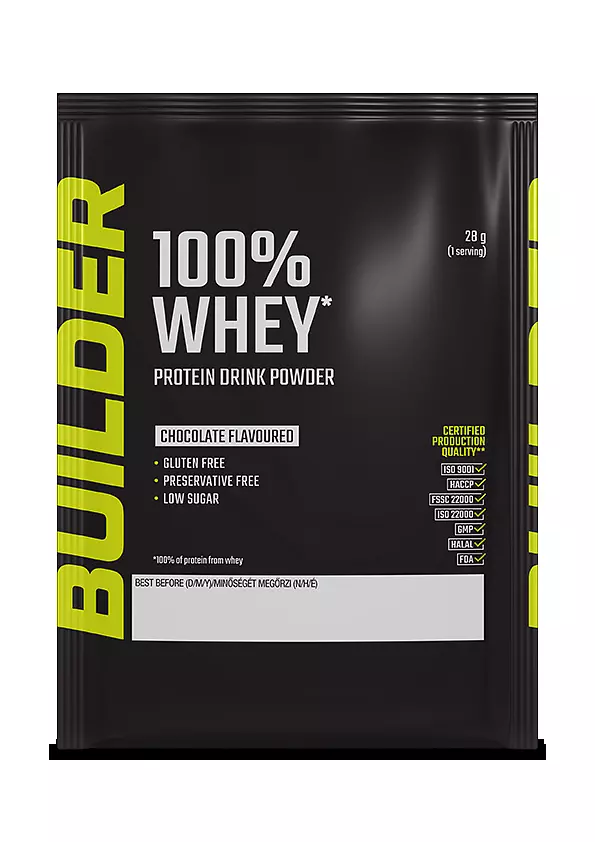 BUILDER
100%
WHEY*
PROTEIN DRINK POWDER
28 g
(1 serving)
CHOCOLATE FLAVOURED
• GLUTEN FREE
• PRESERVATIVE FREE
• LOW SUGAR
CERTIFIED
PRODUCTION
QUALITY**
ISO 9001
HACCP
FSSC 22000
ISO 22000
GMP
HALAL
FDA
*100% of protein from whey
BEST BEFORE (D/M/Y)/MINŐSÉGÉT MEGŐRZI (N/H/É)